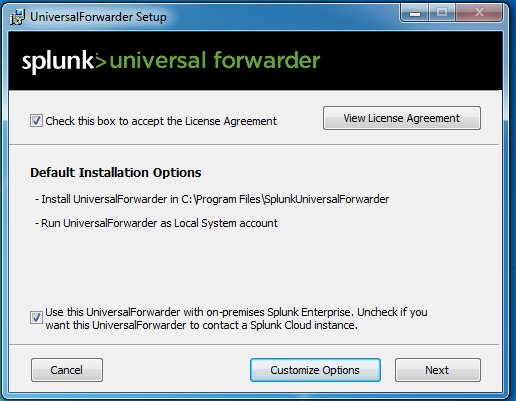 UniversalForwarder Setup
splunk>universal forwarder
Check this box to accept the License Agreement
View License Agreement
Default Installation Options
- Install UniversalForwarder in C:\Program Files\SplunkUniversalForwarder
- Run UniversalForwarder as Local System account
Use this UniversalForwarder with on-premises Splunk Enterprise. Uncheck if you
want this UniversalForwarder to contact a Splunk Cloud instance.
Cancel
Customize Options
Next